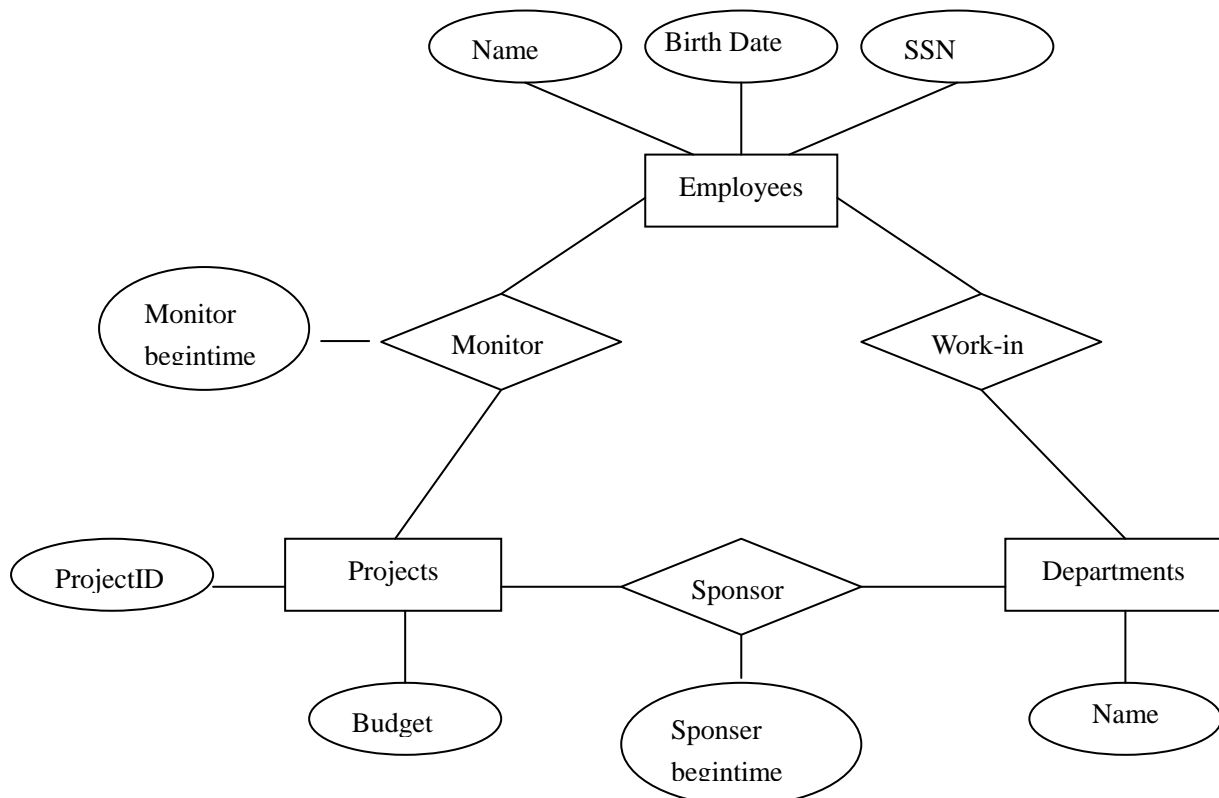 Name
Birth Date
SSN
Employees
Monitor
begintime
Monitor
Work-in
ProjectID
Projects
Sponsor
Departments
Budget
Sponser
begintime
Name